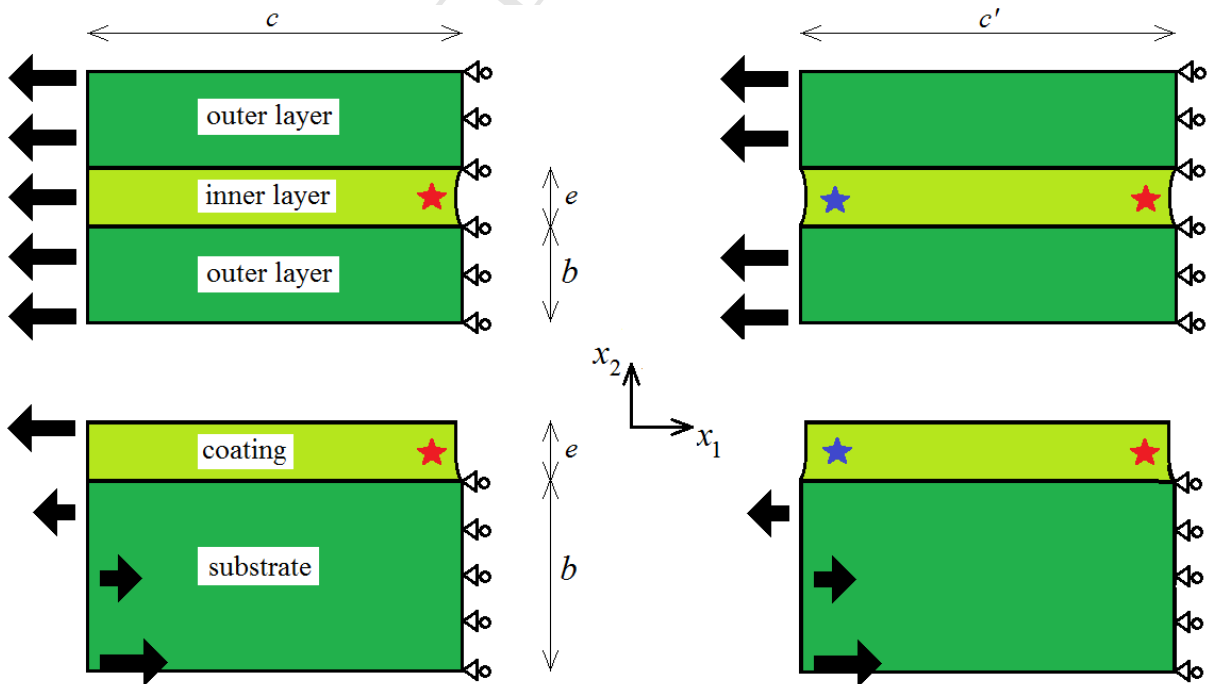 c
c′
outer layer
inner layer
e
outer layer
b
x₂
x₁
coating
e
substrate
b